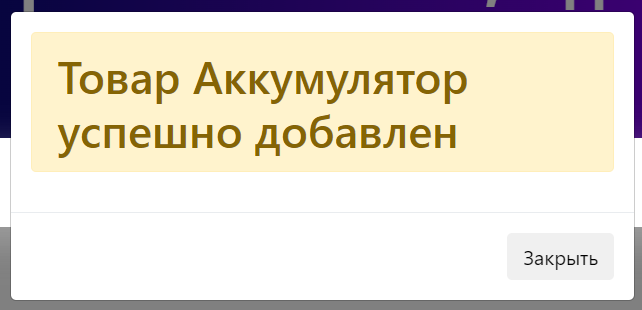 Товар Аккумулятор
успешно добавлен
Закрыть